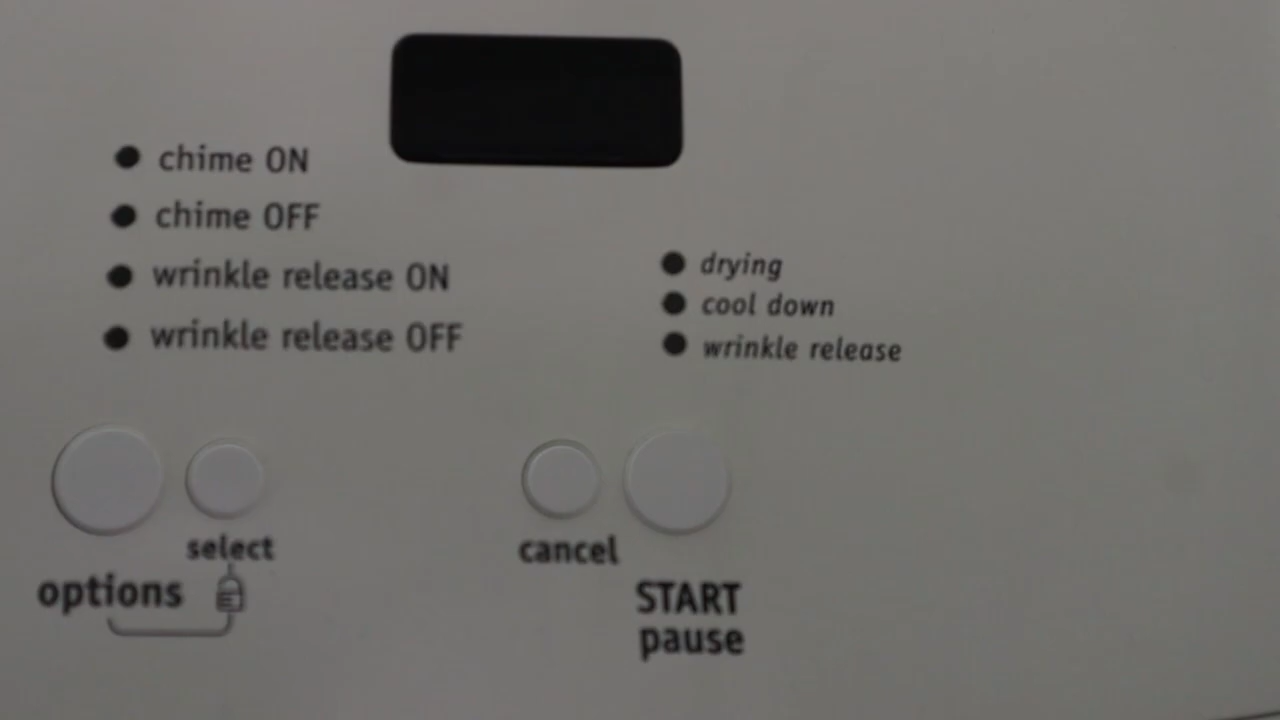 chime ON
chime OFF
wrinkle release ON
wrinkle release OFF
drying
cool down
wrinkle release
select
options
cancel
START
pause